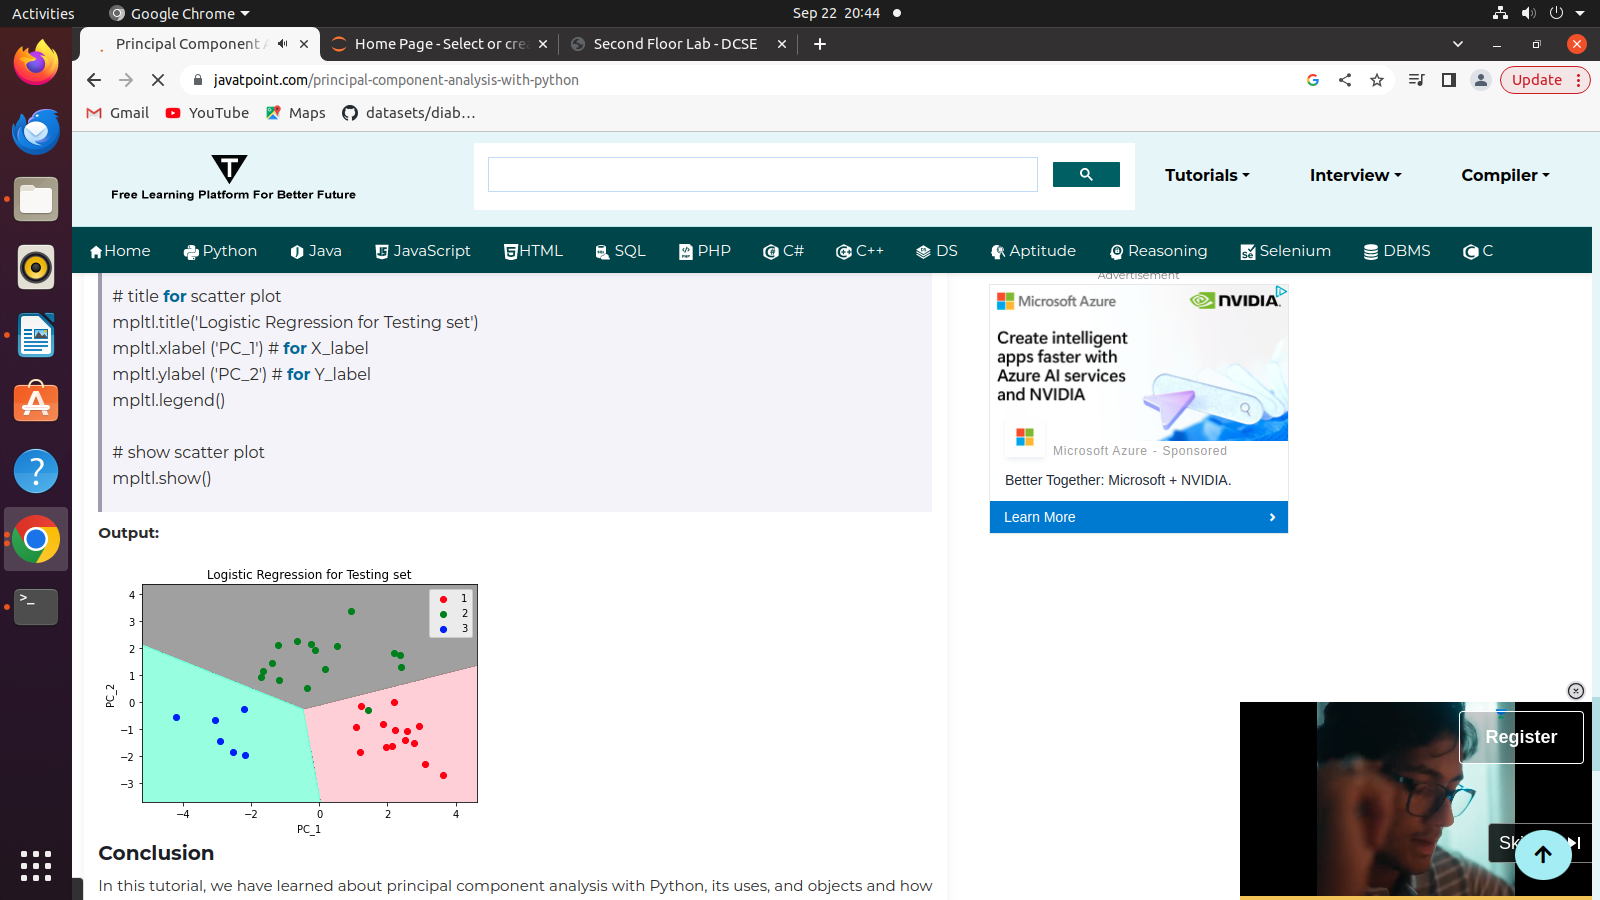 Activities
Google Chrome
Sep 22 20:44
Principal Component A
Home Page - Select or crea
Second Floor Lab - DCSE
javatpoint.com/principal-component-analysis-with-python
Update
Gmail
YouTube
Maps
datasets/diab…
T
Free Learning Platform For Better Future
Tutorials
Interview
Compiler
Home
Python
Java
JavaScript
HTML
SQL
PHP
C#
C++
DS
Aptitude
Reasoning
Selenium
DBMS
C
# title for scatter plot
mpltl.title('Logistic Regression for Testing set')
mpltl.xlabel ('PC_1') # for X_label
mpltl.ylabel ('PC_2') # for Y_label
mpltl.legend()
# show scatter plot
mpltl.show()
Output:
Logistic Regression for Testing set
4
3
2
1
0
−1
−2
−3
PC_2
1
2
3
−4
−2
0
2
4
PC_1
Conclusion
In this tutorial, we have learned about principal component analysis with Python, its uses, and objects and how
Advertisement
Microsoft Azure
NVIDIA.
Create intelligent
apps faster with
Azure AI services
and NVIDIA
Microsoft Azure - Sponsored
Better Together: Microsoft + NVIDIA.
Learn More
Register